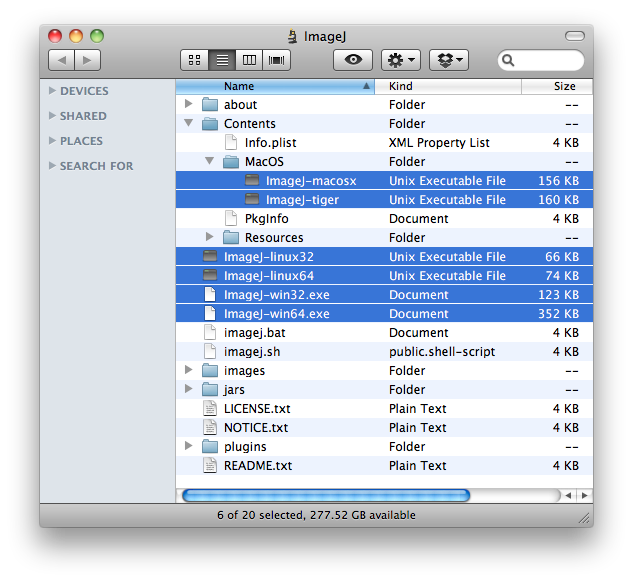 ImageJ
DEVICES
SHARED
PLACES
SEARCH FOR
Name Kind Size
about Folder --
Contents Folder --
Info.plist XML Property List 4 KB
MacOS Folder --
ImageJ-macosx Unix Executable File 156 KB
ImageJ-tiger Unix Executable File 160 KB
PkgInfo Document 4 KB
Resources Folder --
ImageJ-linux32 Unix Executable File 66 KB
ImageJ-linux64 Unix Executable File 74 KB
ImageJ-win32.exe Document 123 KB
ImageJ-win64.exe Document 352 KB
imagej.bat Document 4 KB
imagej.sh public.shell-script 4 KB
images Folder --
jars Folder --
LICENSE.txt Plain Text 4 KB
NOTICE.txt Plain Text 4 KB
plugins Folder --
README.txt Plain Text 4 KB
6 of 20 selected, 277.52 GB available